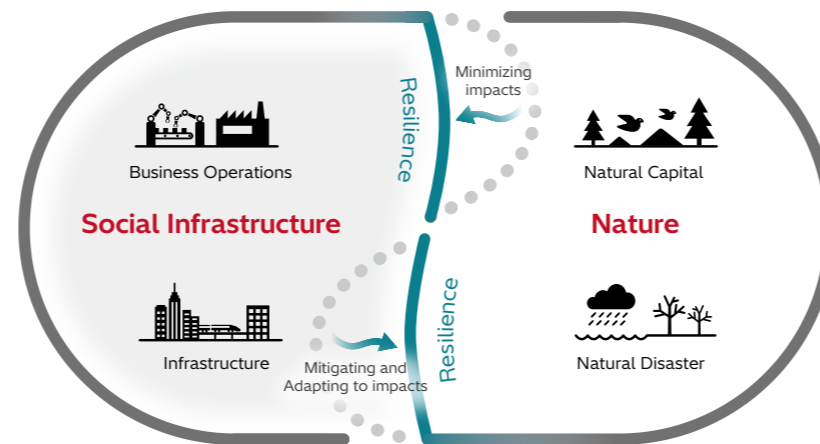 Minimizing
impacts
Resilience
Business Operations
Natural Capital
Social Infrastructure
Nature
Resilience
Infrastructure
Natural Disaster
Mitigating and
Adapting to impacts